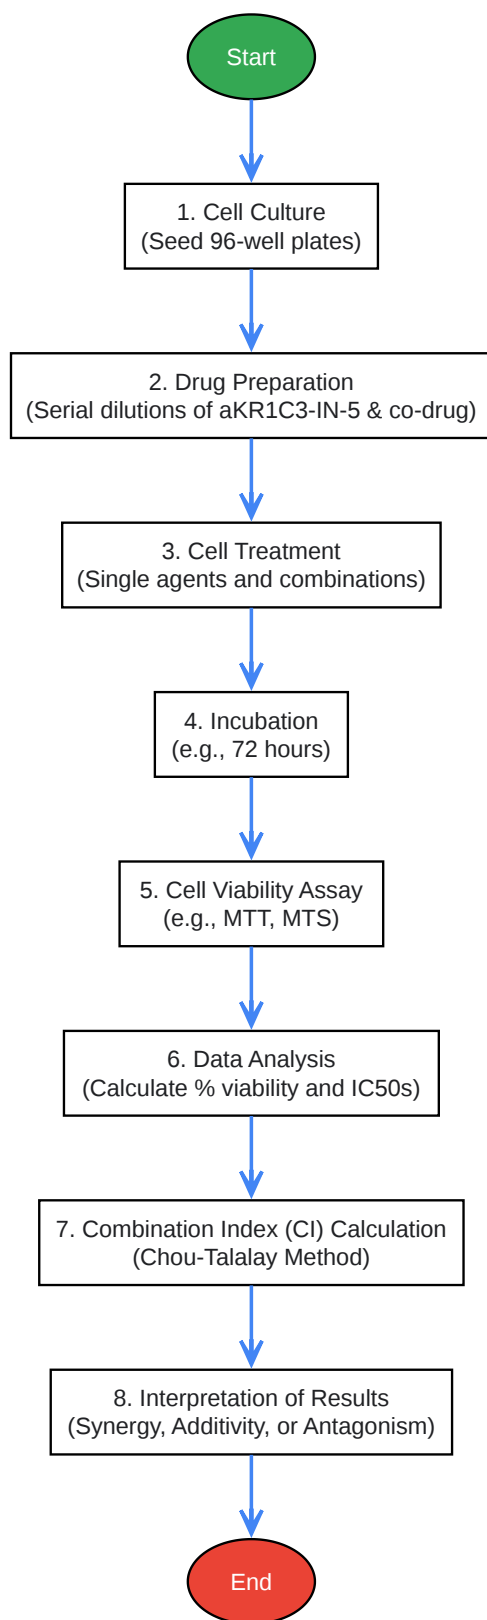 Start
1. Cell Culture
(Seed 96-well plates)
2. Drug Preparation
(Serial dilutions of aKR1C3-IN-5 & co-drug)
3. Cell Treatment
(Single agents and combinations)
4. Incubation
(e.g., 72 hours)
5. Cell Viability Assay
(e.g., MTT, MTS)
6. Data Analysis
(Calculate % viability and IC50s)
7. Combination Index (CI) Calculation
(Chou-Talalay Method)
8. Interpretation of Results
(Synergy, Additivity, or Antagonism)
End